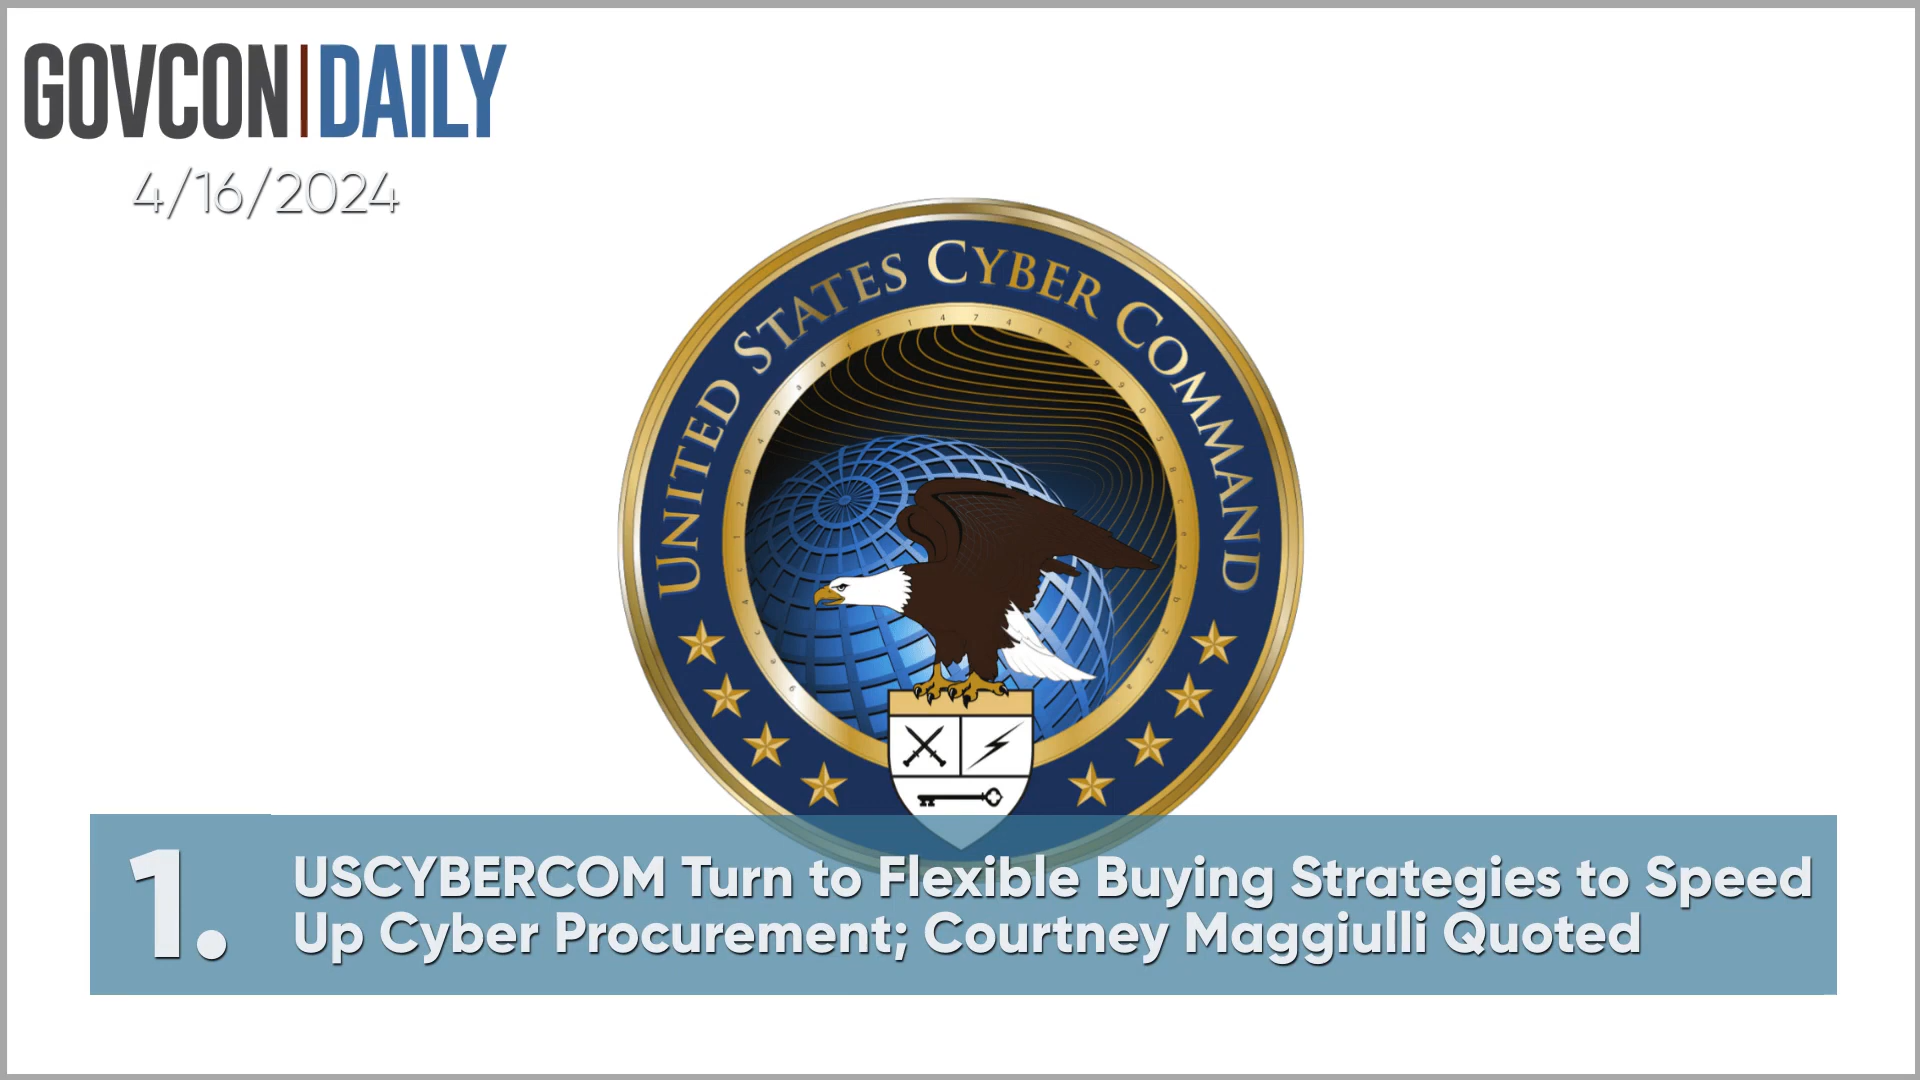 GOVCON|DAILY
4/16/2024
UNITED STATES CYBER COMMAND
1.
USCYBERCOM Turn to Flexible Buying Strategies to Speed
Up Cyber Procurement; Courtney Maggiulli Quoted